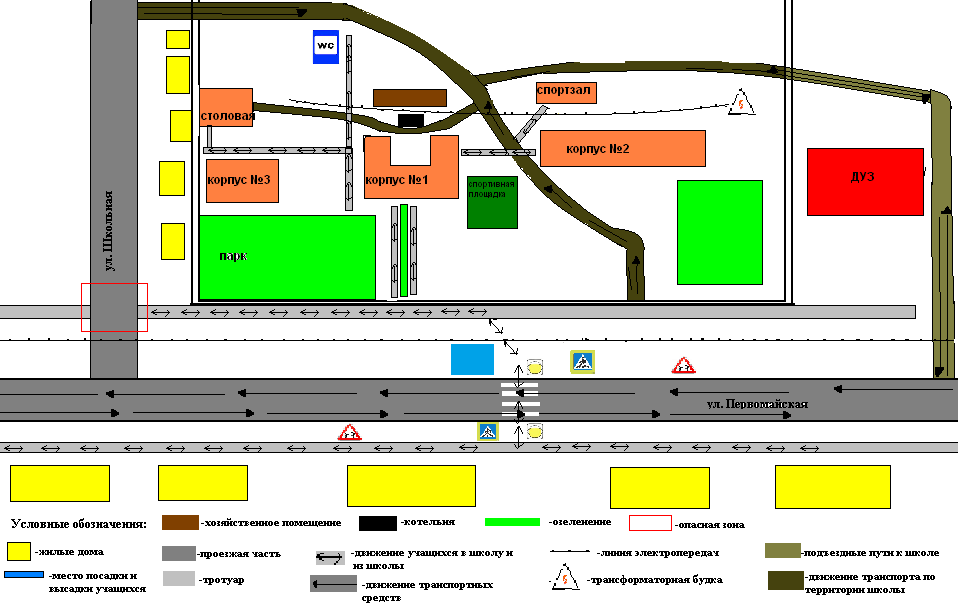 wc
спортзал
столовая
корпус №2
ДУЗ
корпус №3
корпус №1
спортивная
площадка
ул. Школьная
парк
ул. Первомайская
Условные обозначения:
-хозяйственное помещение
-котельня
-озеленение
-опасная зона
-жилые дома
-проезжая часть
-движение учащихся в школу и
из школы
-линия электропередач
-подъездные пути к школе
-место посадки и
высадки учащихся
-тротуар
-движение транспортных
средств
-трансформаторная будка
-движение транспорта по
территории школы